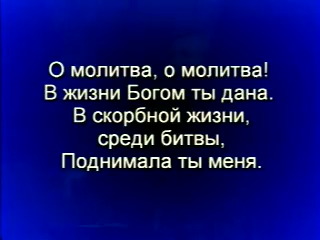 О молитва, о молитва!
В жизни Богом ты дана.
В скорбной жизни,
среди битвы,
Поднимала ты меня.